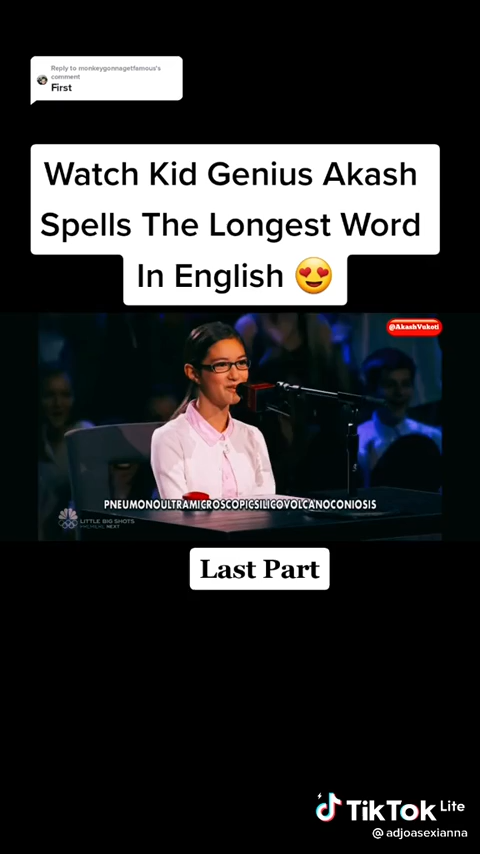 Reply to monkeygonnagetfamous's
comment
First
Watch Kid Genius Akash
Spells The Longest Word
In English 😍
@AkashVukoti
PNEUMONOULTRAMICROSCOPICSILICOVOLCANOCONIOSIS
LITTLE BIG SHOTS
NEXT
Last Part
TikTok Lite
@adjoasexianna